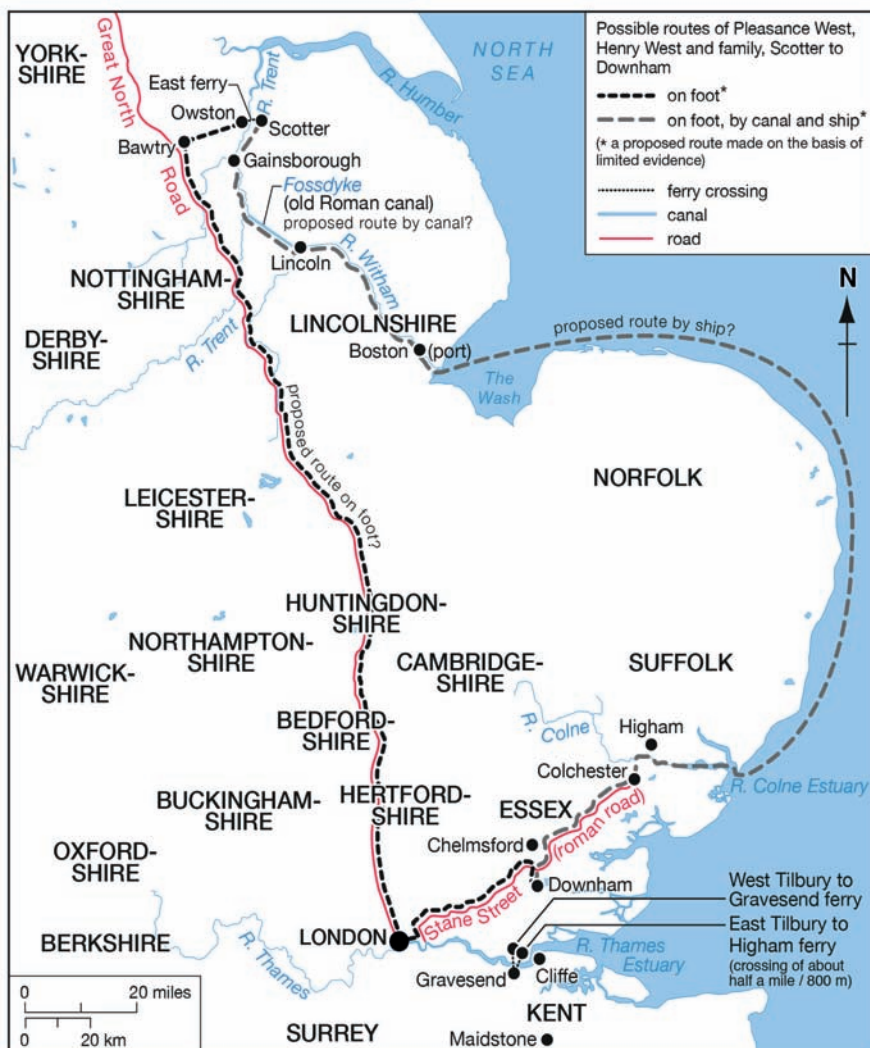 Possible routes of Pleasance West,
Henry West and family, Scotter to
Downham
on foot*
on foot, by canal and ship*
(* a proposed route made on the basis of
limited evidence)
ferry crossing
canal
road
YORK-
SHIRE
Great North
Road
East ferry
Owston
Bawtry
R. Trent
Scotter
Gainsborough
R. Humber
NORTH
SEA
Fossdyke
(old Roman canal)
proposed route by canal?
Lincoln
R. Witham
NOTTINGHAM-
SHIRE
DERBY-
SHIRE
R. Trent
LINCOLNSHIRE
Boston (port)
The
Wash
proposed route by ship?
N
proposed route on foot?
NORFOLK
LEICESTER-
SHIRE
HUNTINGDON-
SHIRE
NORTHAMPTON-
SHIRE
WARWICK-
SHIRE
CAMBRIDGE-
SHIRE
SUFFOLK
BEDFORD-
SHIRE
R. Colne
Higham
Colchester
R. Colne Estuary
BUCKINGHAM-
SHIRE
HERTFORD-
SHIRE
ESSEX
Chelmsford
Stane Street
(roman road)
Downham
OXFORD-
SHIRE
BERKSHIRE
R. Thames
LONDON
West Tilbury to
Gravesend ferry
East Tilbury to
Higham ferry
(crossing of about
half a mile / 800 m)
R. Thames
Estuary
Gravesend
Cliffe
KENT
Maidstone
SURREY
0 20 miles
0 20 km